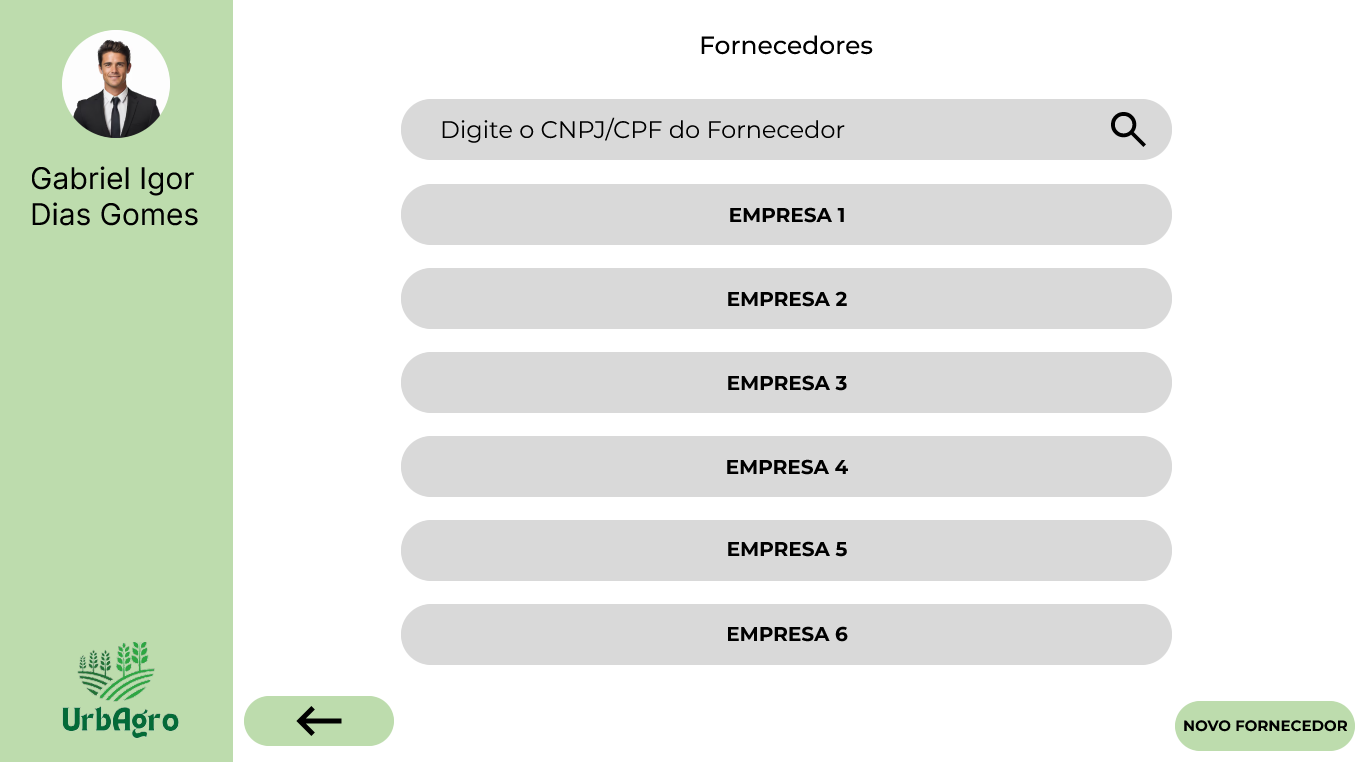 Gabriel Igor
Dias Gomes
UrbAgro
Fornecedores
Digite o CNPJ/CPF do Fornecedor
EMPRESA 1
EMPRESA 2
EMPRESA 3
EMPRESA 4
EMPRESA 5
EMPRESA 6
NOVO FORNECEDOR